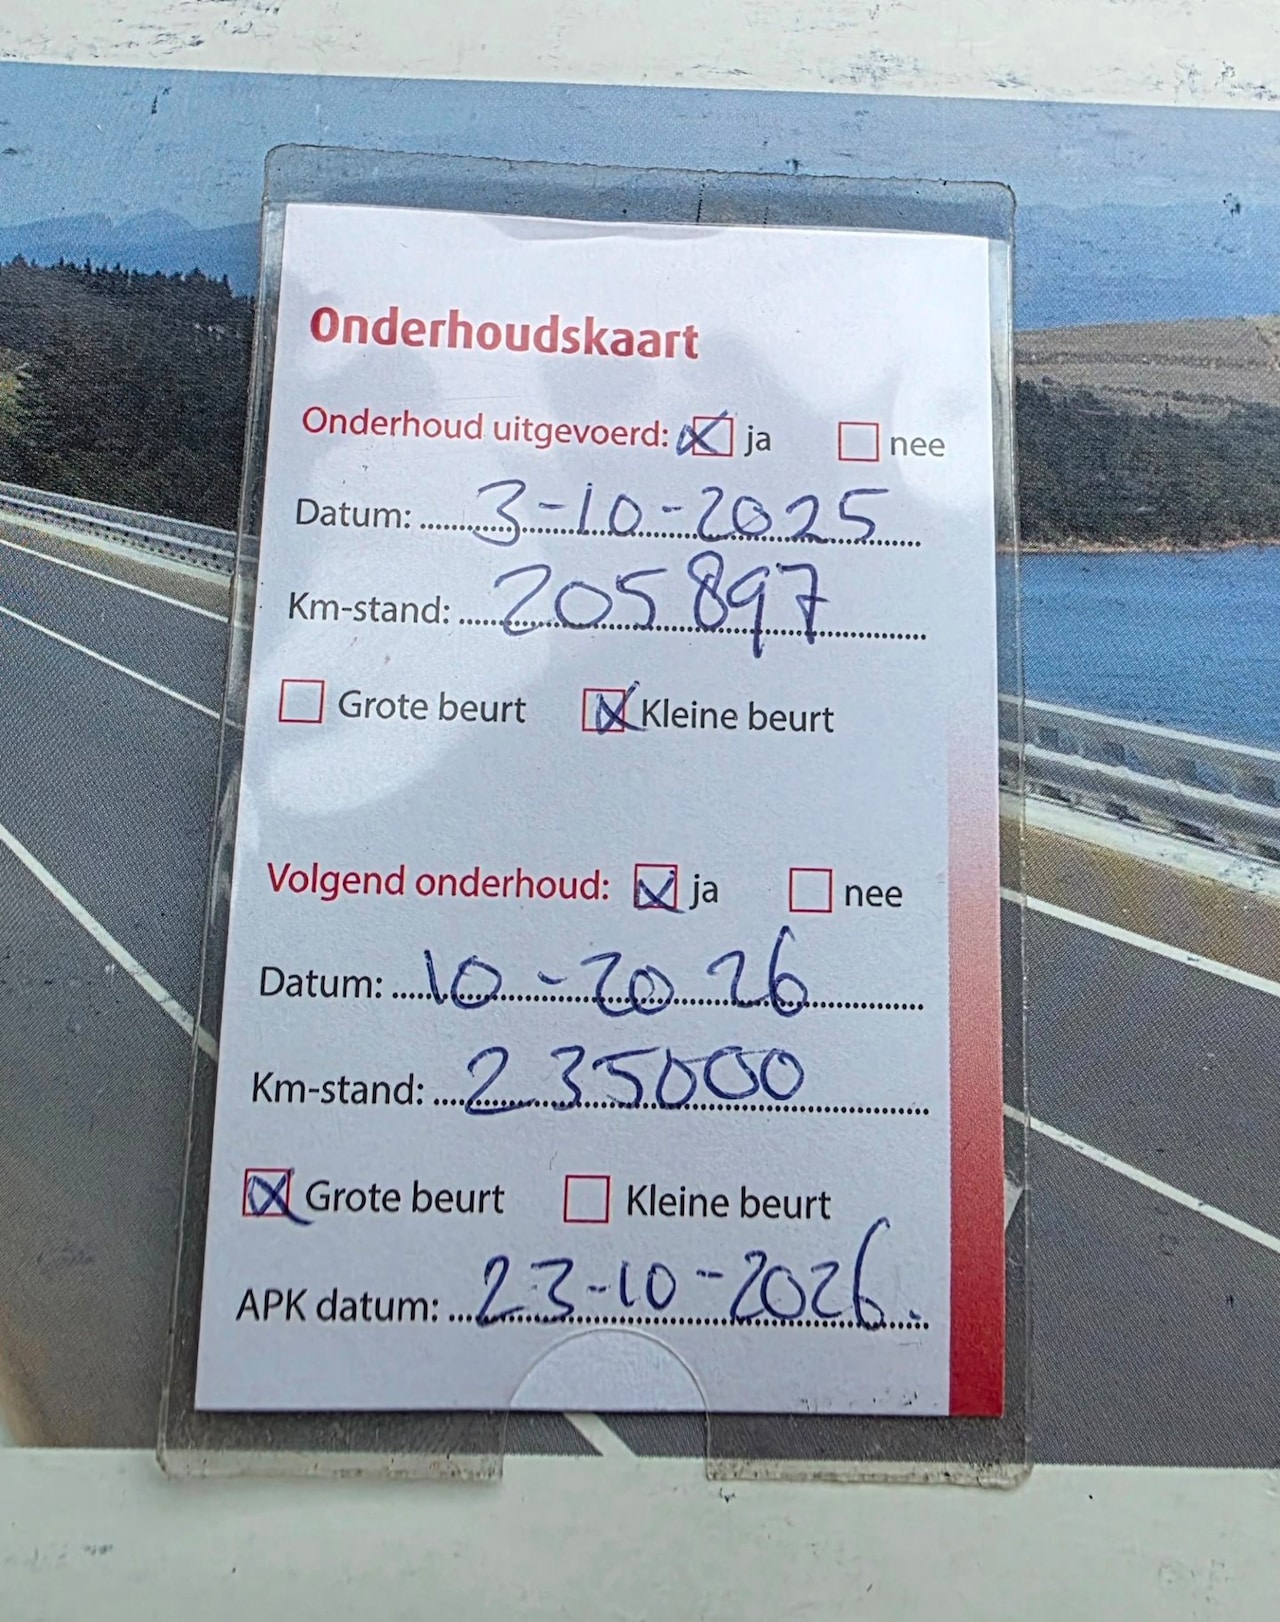 Onderhoudskaart
Onderhoud uitgevoerd: ja nee
Datum: 3-10-2025
Km-stand: 205897
Grote beurt Kleine beurt
Volgend onderhoud: ja nee
Datum: 10-2026
Km-stand: 235000
Grote beurt Kleine beurt
APK datum: 23-10-2026.